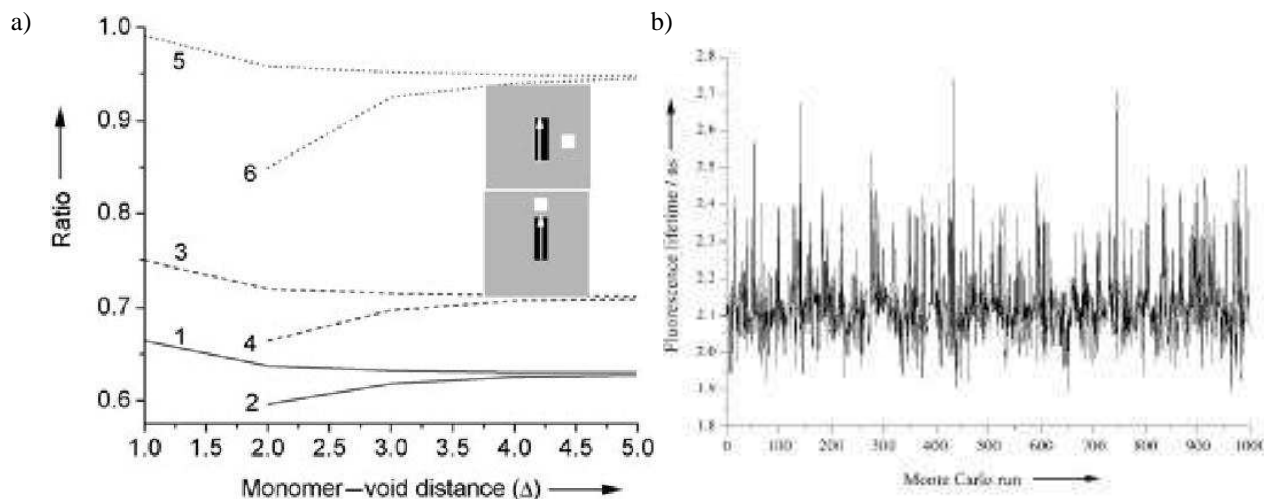 a)
1.0
0.9
0.8
0.7
0.6
Ratio
5
6
3
4
1
2
1.0 1.5 2.0 2.5 3.0 3.5 4.0 4.5 5.0
Monomer—void distance (Δ)
b)
2.8
2.7
2.6
2.5
2.4
2.3
2.2
2.1
2.0
1.9
1.8
Fluorescence lifetime / ns
0 100 200 300 400 500 600 700 800 900 1000
Monte Carlo run